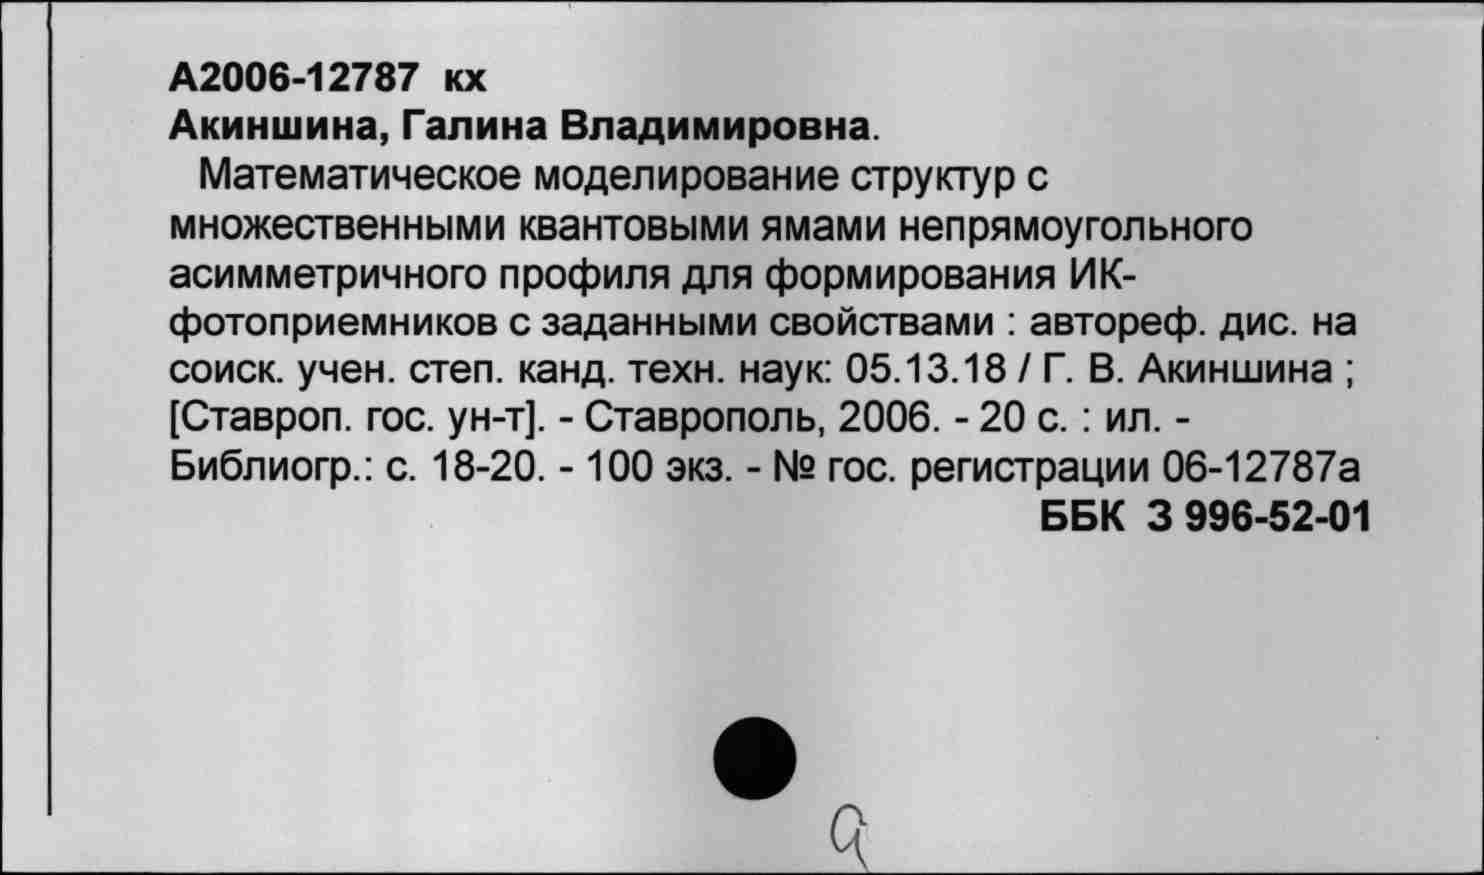 А2006-12787 кх
Акиншина, Галина Владимировна.
Математическое моделирование структур с
множественными квантовыми ямами непрямоугольного
асимметричного профиля для формирования ИК-
фотоприемников с заданными свойствами : автореф. дис. на
соиск. учен. степ. канд. техн. наук: 05.13.18 / Г. В. Акиншина ;
[Ставроп. гос. ун-т]. - Ставрополь, 2006. - 20 с. : ил. -
Библиогр.: с. 18-20. - 100 экз. - № гос. регистрации 06-12787а
ББК З 996-52-01